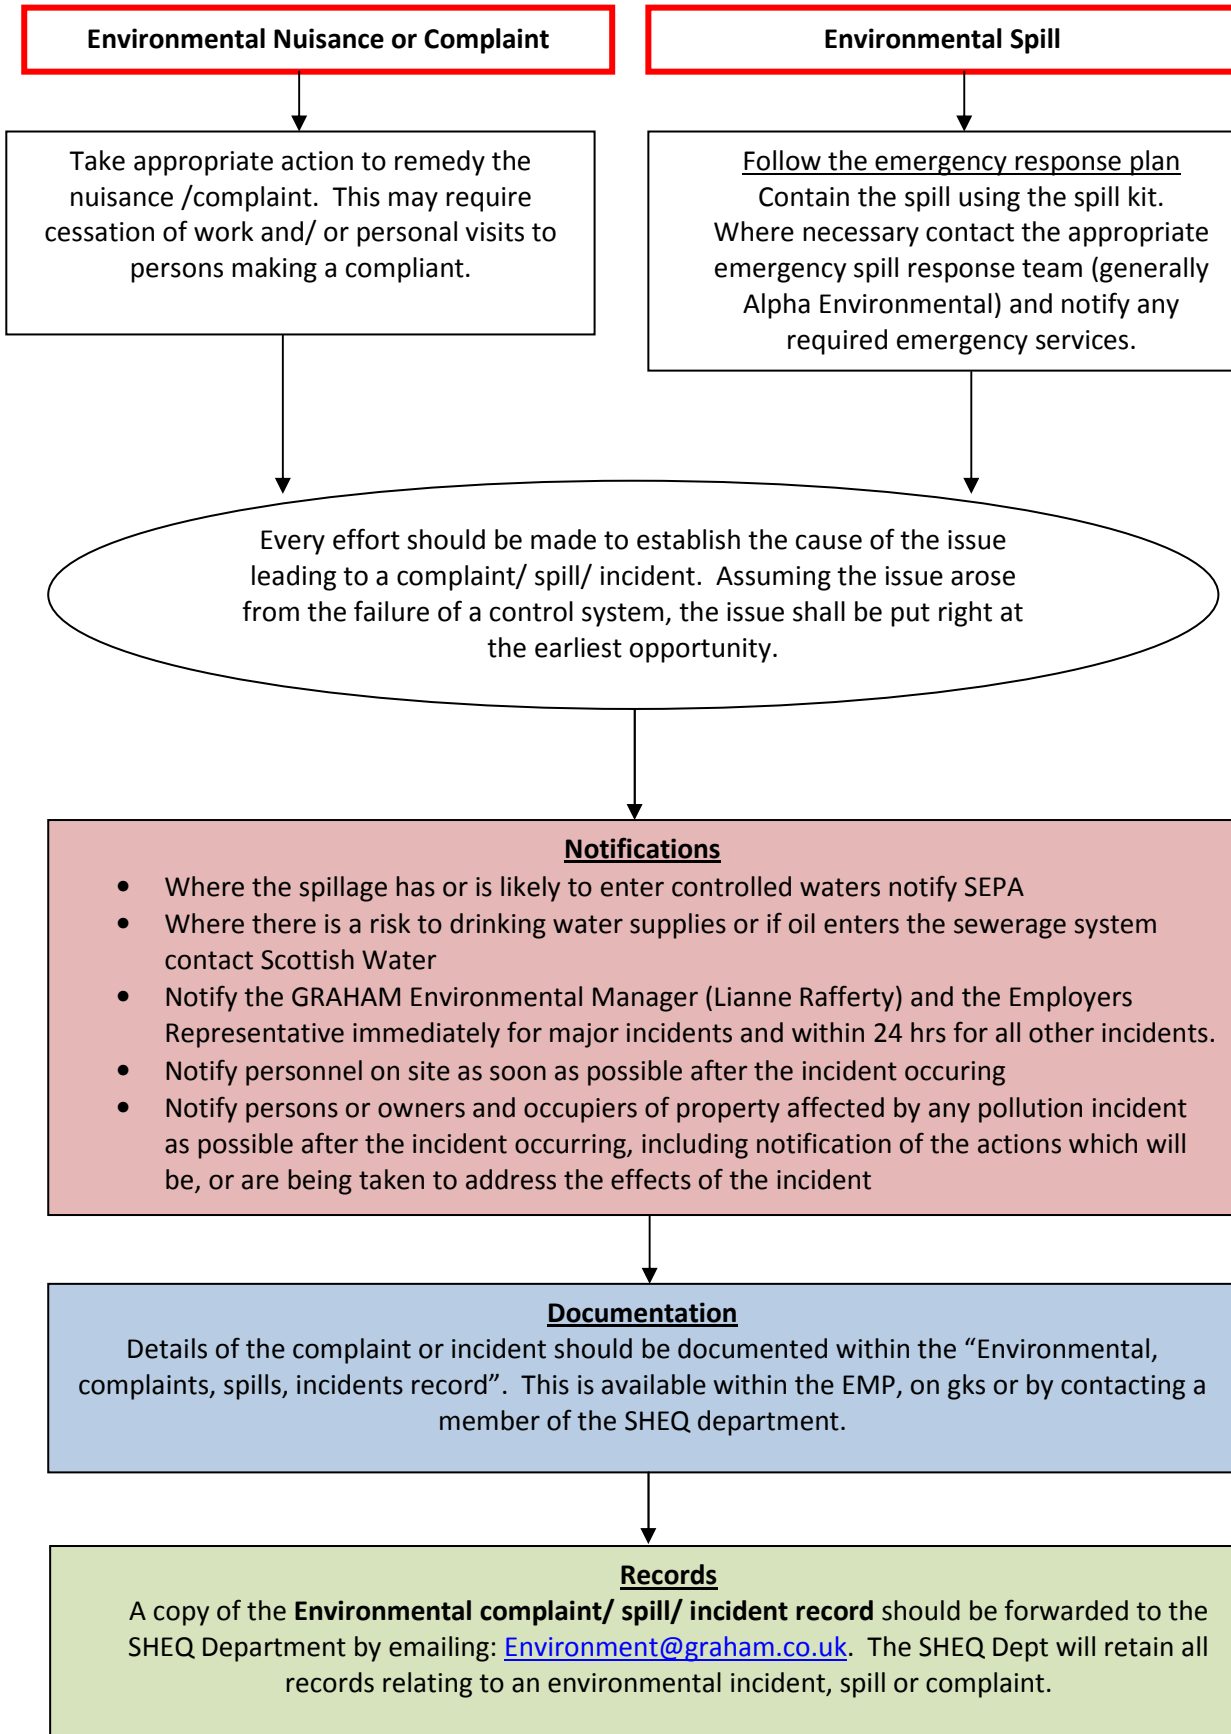 Environmental Nuisance or Complaint
Environmental Spill
Take appropriate action to remedy the
nuisance /complaint.  This may require
cessation of work and/ or personal visits to
persons making a compliant.
Follow the emergency response plan
Contain the spill using the spill kit.
Where necessary contact the appropriate
emergency spill response team (generally
Alpha Environmental) and notify any
required emergency services.
Every effort should be made to establish the cause of the issue
leading to a complaint/ spill/ incident.  Assuming the issue arose
from the failure of a control system, the issue shall be put right at
the earliest opportunity.
Notifications
• Where the spillage has or is likely to enter controlled waters notify SEPA
• Where there is a risk to drinking water supplies or if oil enters the sewerage system
contact Scottish Water
• Notify the GRAHAM Environmental Manager (Lianne Rafferty) and the Employers
Representative immediately for major incidents and within 24 hrs for all other incidents.
• Notify personnel on site as soon as possible after the incident occuring
• Notify persons or owners and occupiers of property affected by any pollution incident
as possible after the incident occurring, including notification of the actions which will
be, or are being taken to address the effects of the incident
Documentation
Details of the complaint or incident should be documented within the “Environmental,
complaints, spills, incidents record”.  This is available within the EMP, on gks or by contacting a
member of the SHEQ department.
Records
A copy of the Environmental complaint/ spill/ incident record should be forwarded to the
SHEQ Department by emailing: Environment@graham.co.uk.  The SHEQ Dept will retain all
records relating to an environmental incident, spill or complaint.